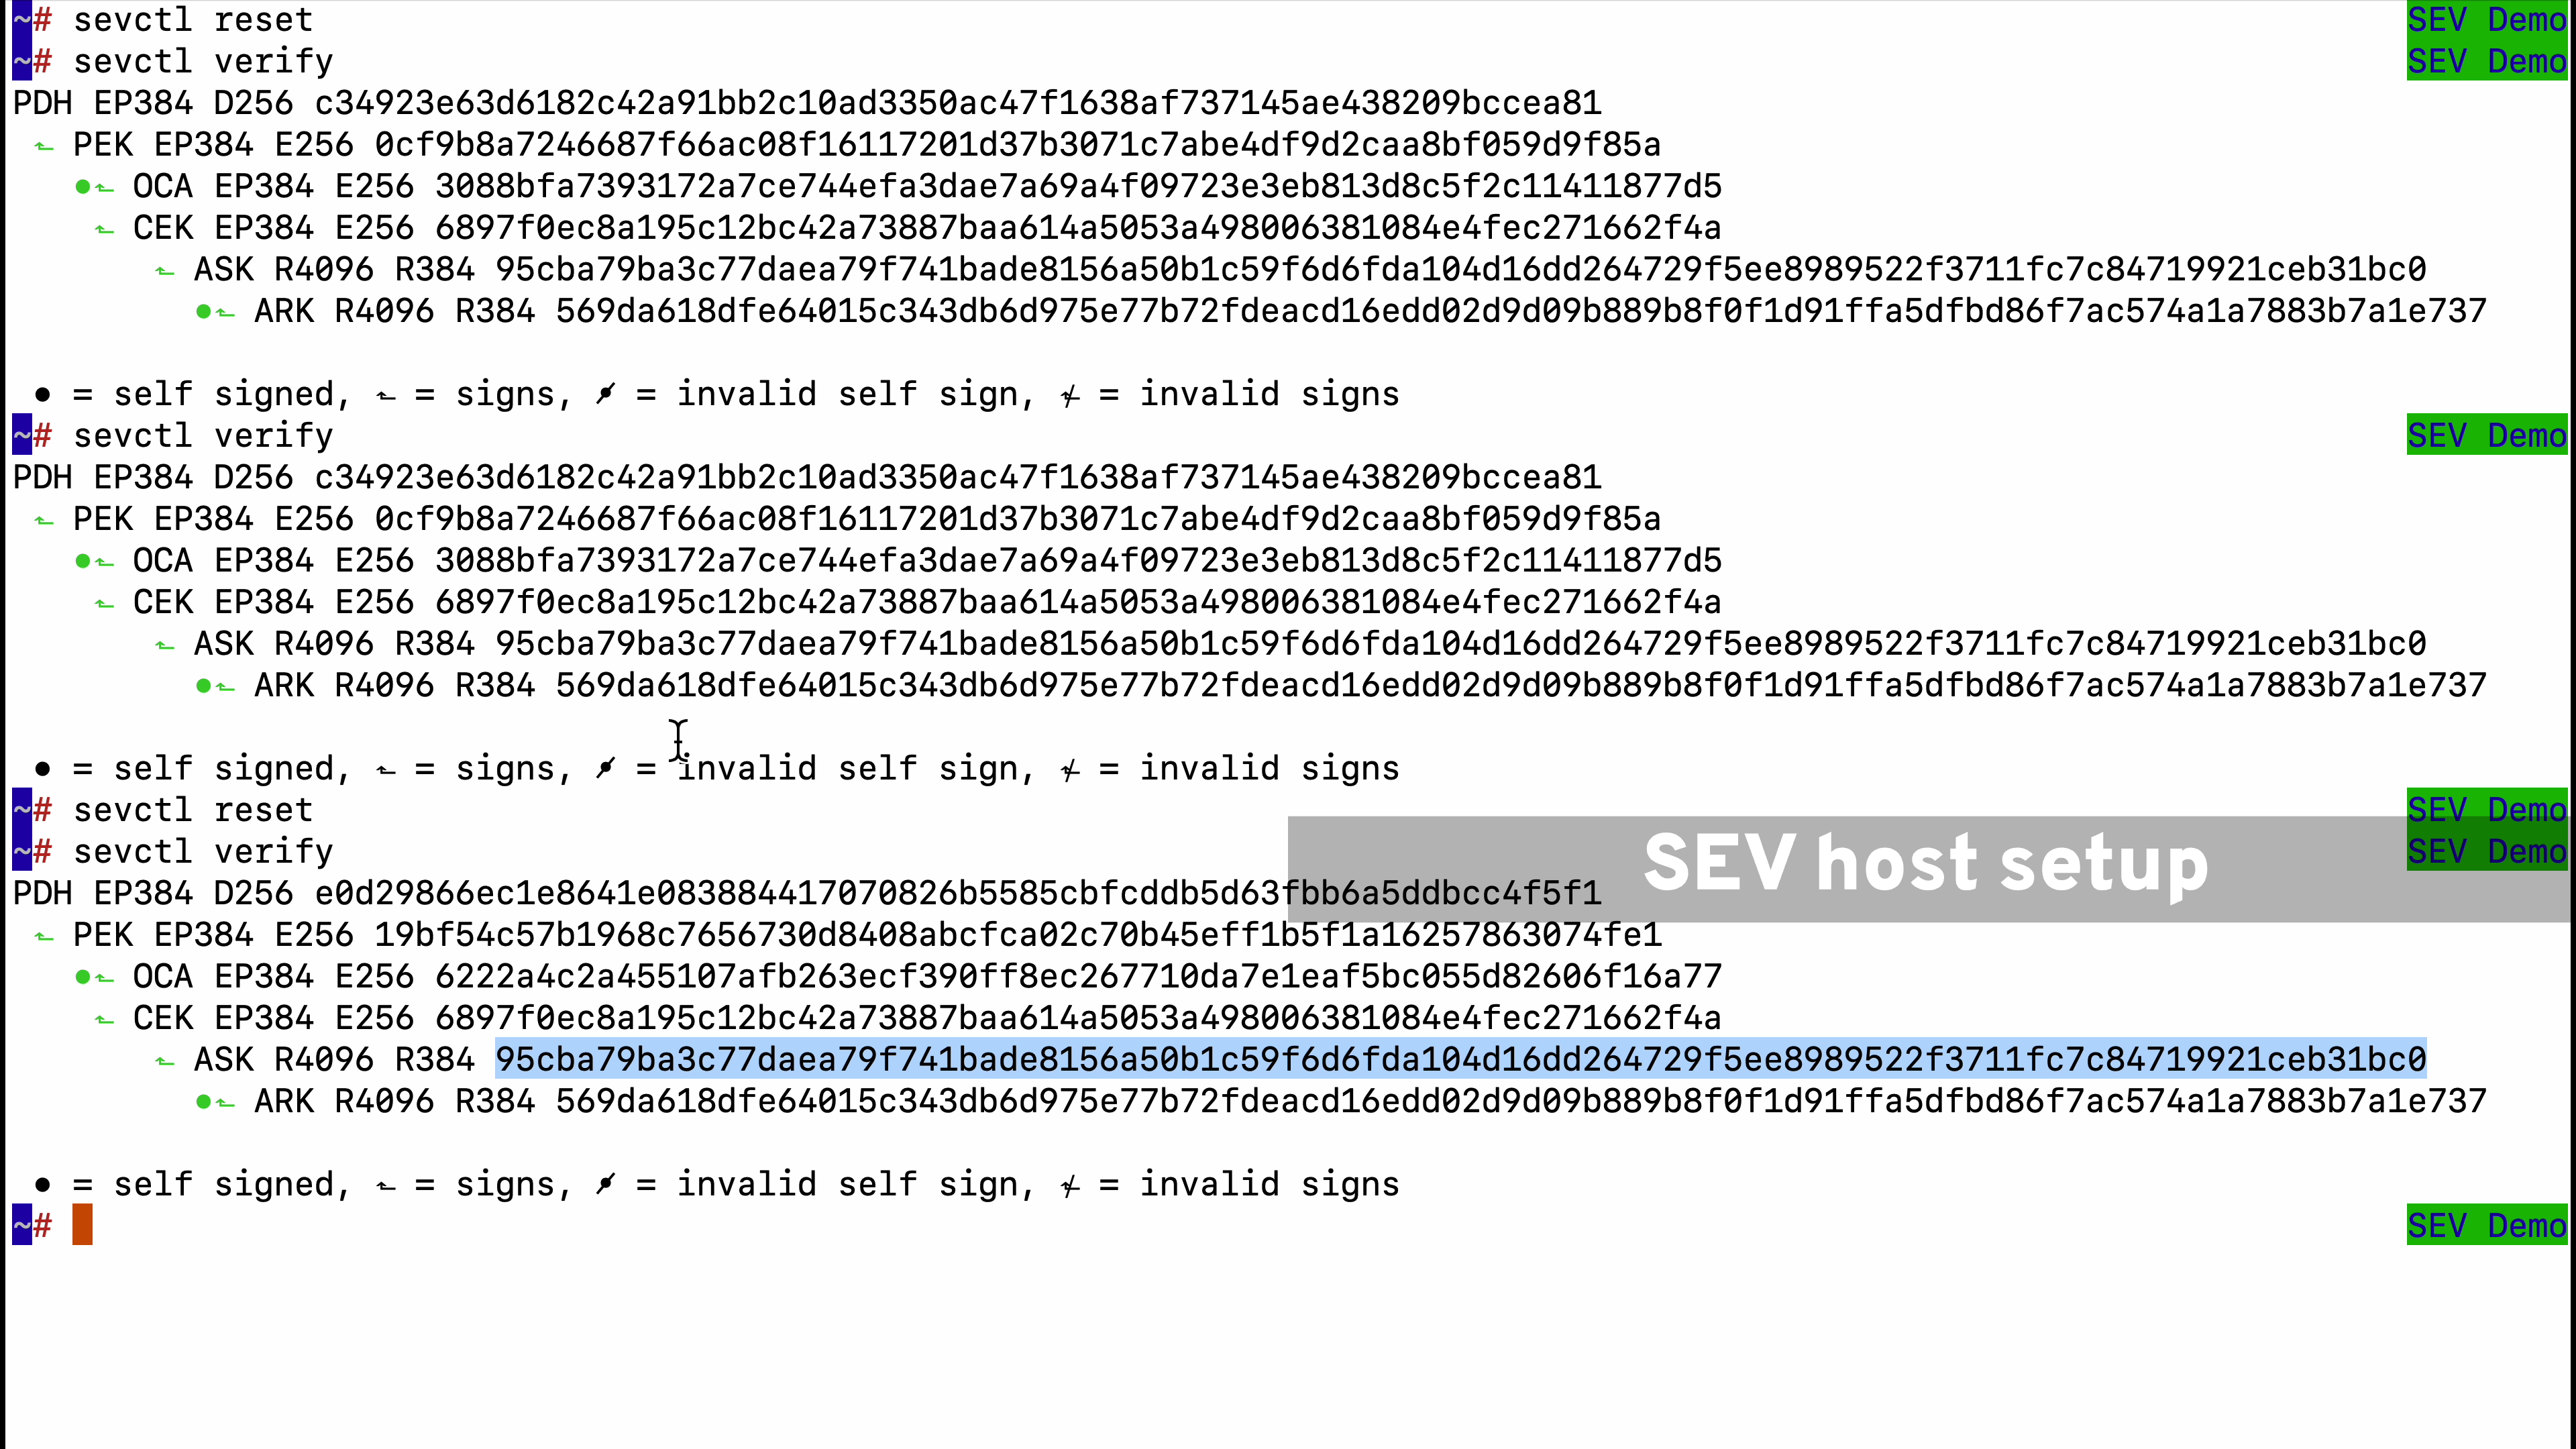 ~# sevctl reset SEV Demo
~# sevctl verify SEV Demo
PDH EP384 D256 c34923e63d6182c42a91bb2c10ad3350ac47f1638af737145ae438209bccea81
⬑ PEK EP384 E256 0cf9b8a7246687f66ac08f16117201d37b3071c7abe4df9d2caa8bf059d9f85a
•⬑ OCA EP384 E256 3088bfa7393172a7ce744efa3dae7a69a4f09723e3eb813d8c5f2c11411877d5
⬑ CEK EP384 E256 6897f0ec8a195c12bc42a73887baa614a5053a498006381084e4fec271662f4a
⬑ ASK R4096 R384 95cba79ba3c77daea79f741bade8156a50b1c59f6d6fda104d16dd264729f5ee8989522f3711fc7c84719921ceb31bc0
•⬑ ARK R4096 R384 569da618dfe64015c343db6d975e77b72fdeacd16edd02d9d09b889b8f0f1d91ffa5dfbd86f7ac574a1a7883b7a1e737
• = self signed, ⬑ = signs, •̷ = invalid self sign, ⬑̸ = invalid signs
~# sevctl verify SEV Demo
PDH EP384 D256 c34923e63d6182c42a91bb2c10ad3350ac47f1638af737145ae438209bccea81
⬑ PEK EP384 E256 0cf9b8a7246687f66ac08f16117201d37b3071c7abe4df9d2caa8bf059d9f85a
•⬑ OCA EP384 E256 3088bfa7393172a7ce744efa3dae7a69a4f09723e3eb813d8c5f2c11411877d5
⬑ CEK EP384 E256 6897f0ec8a195c12bc42a73887baa614a5053a498006381084e4fec271662f4a
⬑ ASK R4096 R384 95cba79ba3c77daea79f741bade8156a50b1c59f6d6fda104d16dd264729f5ee8989522f3711fc7c84719921ceb31bc0
•⬑ ARK R4096 R384 569da618dfe64015c343db6d975e77b72fdeacd16edd02d9d09b889b8f0f1d91ffa5dfbd86f7ac574a1a7883b7a1e737
• = self signed, ⬑ = signs, •̷ = invalid self sign, ⬑̸ = invalid signs
~# sevctl reset SEV Demo
~# sevctl verify SEV Demo
SEV host setup
PDH EP384 D256 e0d29866ec1e8641e083884417070826b5585cbfcddb5d63fbb6a5ddbcc4f5f1
⬑ PEK EP384 E256 19bf54c57b1968c7656730d8408abcfca02c70b45eff1b5f1a16257863074fe1
•⬑ OCA EP384 E256 6222a4c2a455107afb263ecf390ff8ec267710da7e1eaf5bc055d82606f16a77
⬑ CEK EP384 E256 6897f0ec8a195c12bc42a73887baa614a5053a498006381084e4fec271662f4a
⬑ ASK R4096 R384 95cba79ba3c77daea79f741bade8156a50b1c59f6d6fda104d16dd264729f5ee8989522f3711fc7c84719921ceb31bc0
•⬑ ARK R4096 R384 569da618dfe64015c343db6d975e77b72fdeacd16edd02d9d09b889b8f0f1d91ffa5dfbd86f7ac574a1a7883b7a1e737
• = self signed, ⬑ = signs, •̷ = invalid self sign, ⬑̸ = invalid signs
~# SEV Demo